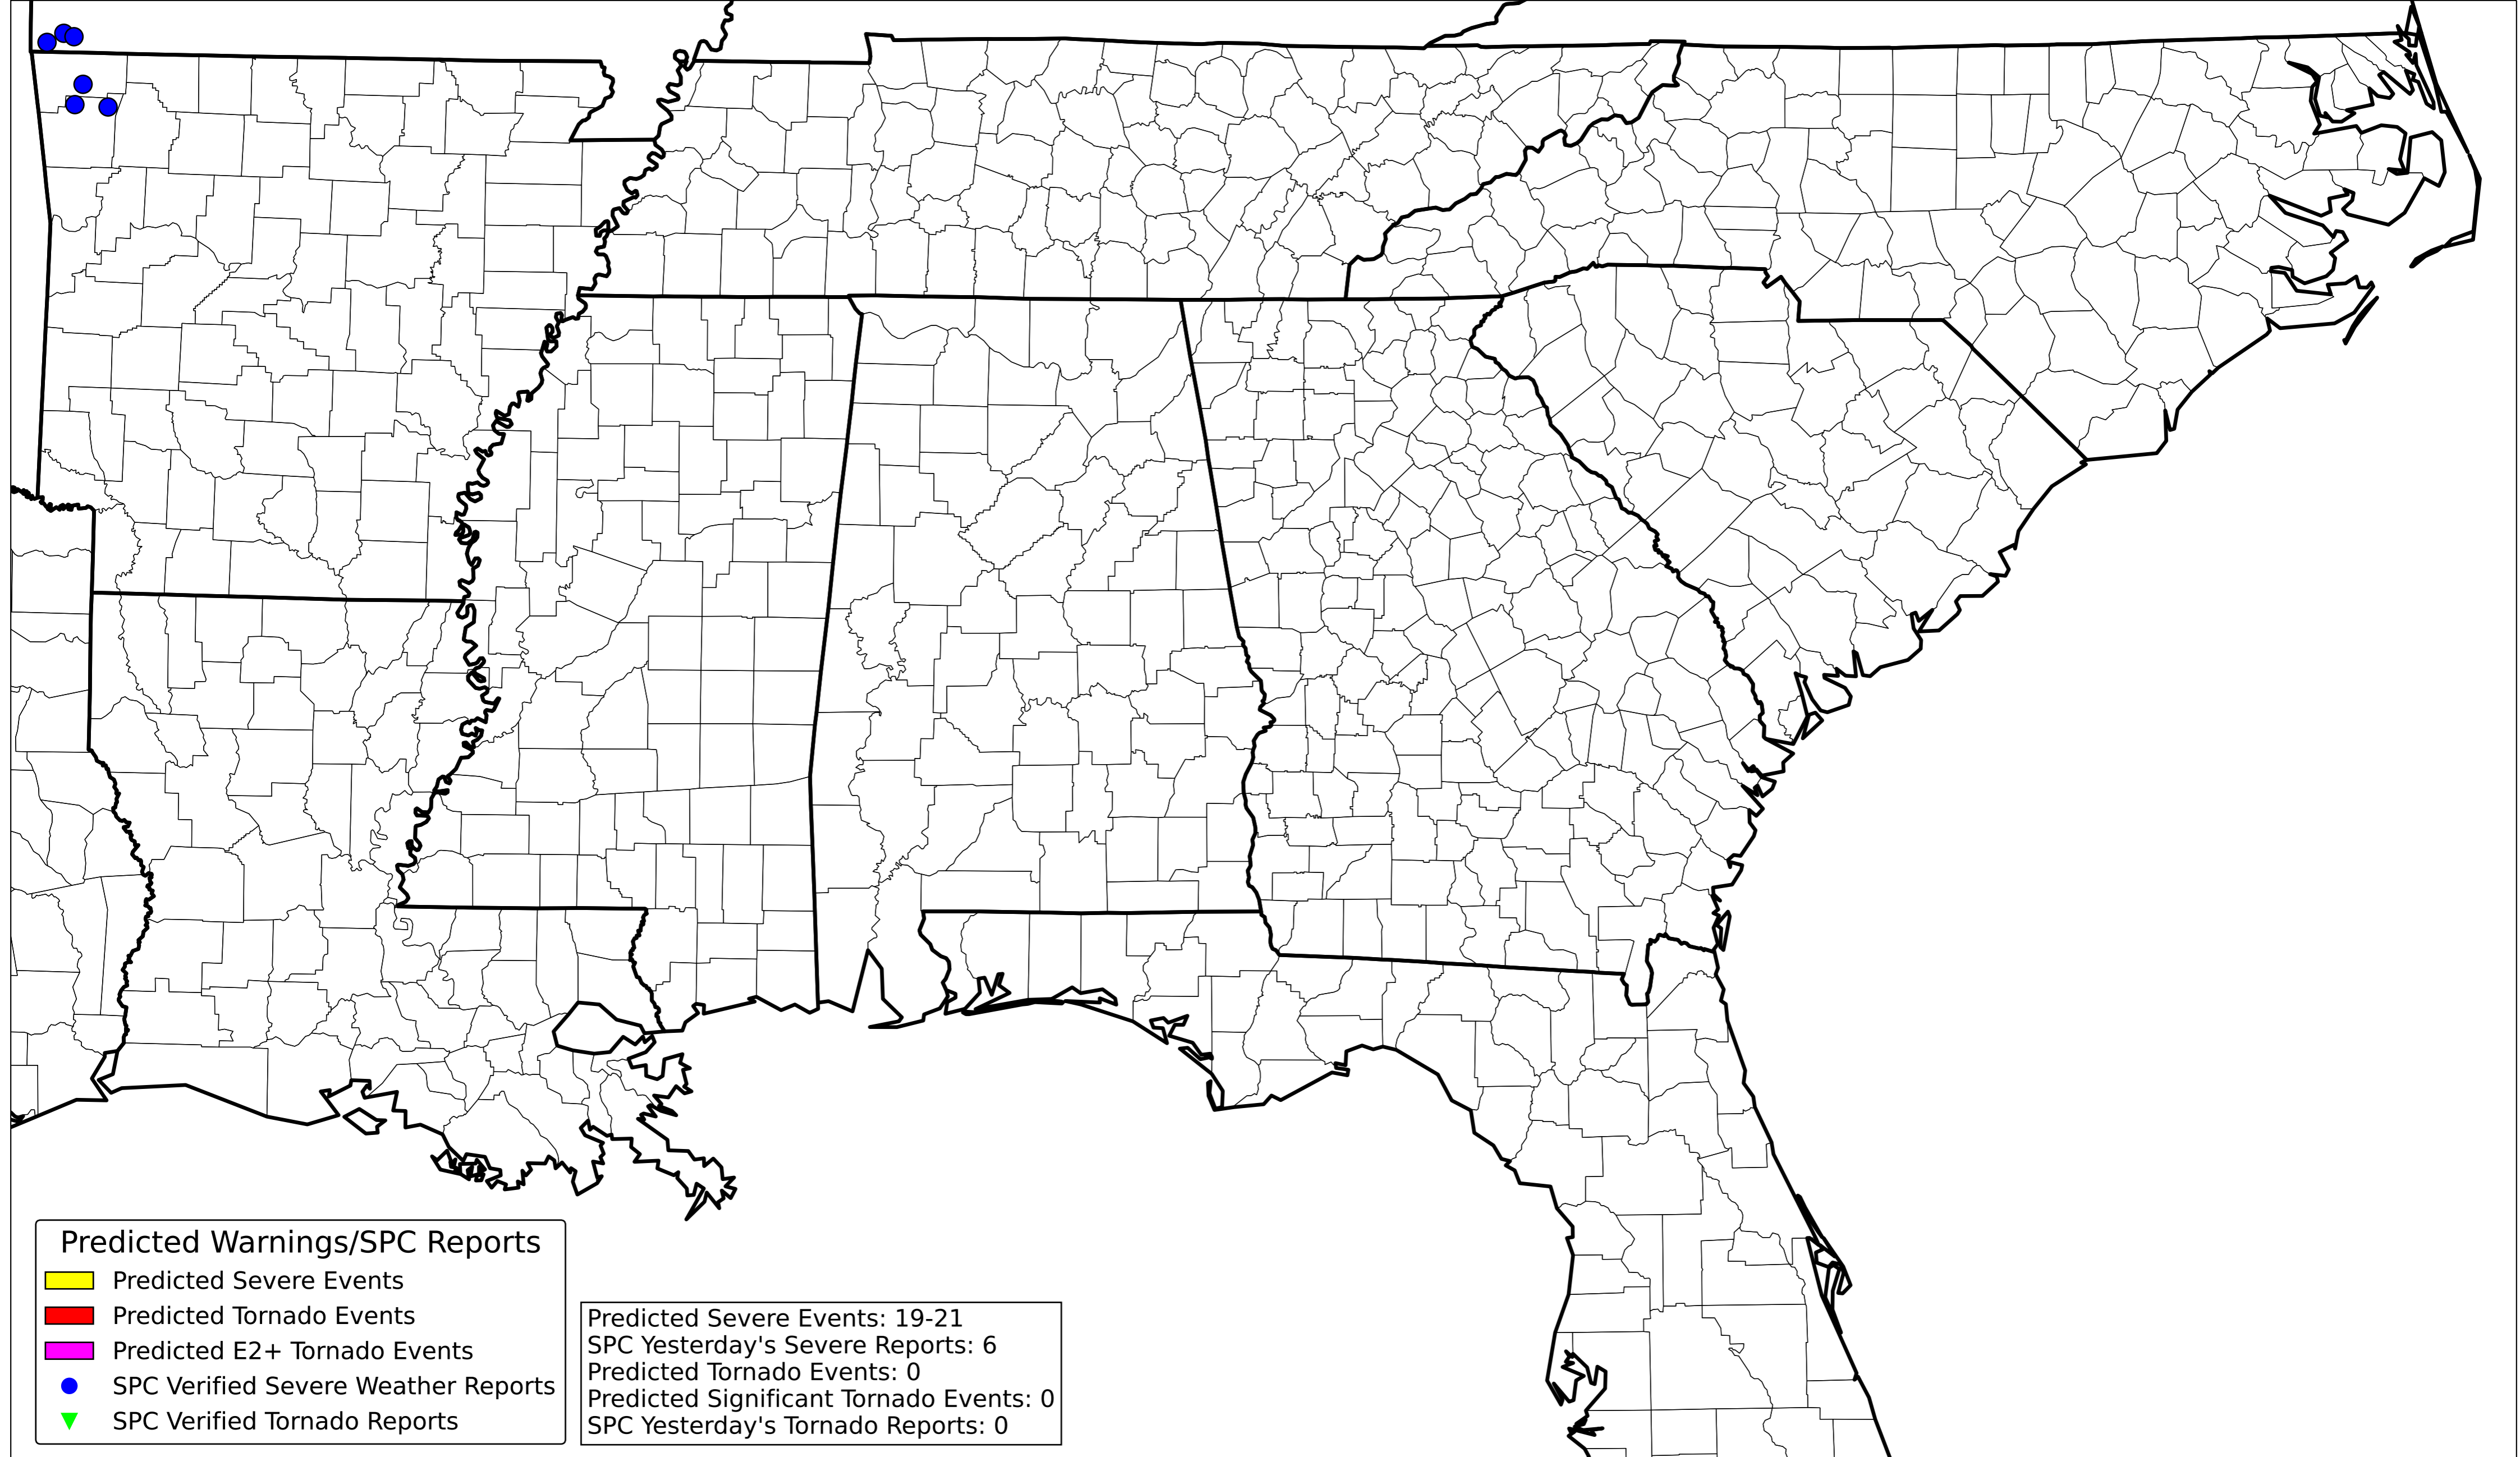 Predicted Warnings/SPC Reports
Predicted Severe Events
Predicted Tornado Events
Predicted E2+ Tornado Events
SPC Verified Severe Weather Reports
SPC Verified Tornado Reports
Predicted Severe Events: 19-21
SPC Yesterday's Severe Reports: 6
Predicted Tornado Events: 0
Predicted Significant Tornado Events: 0
SPC Yesterday's Tornado Reports: 0